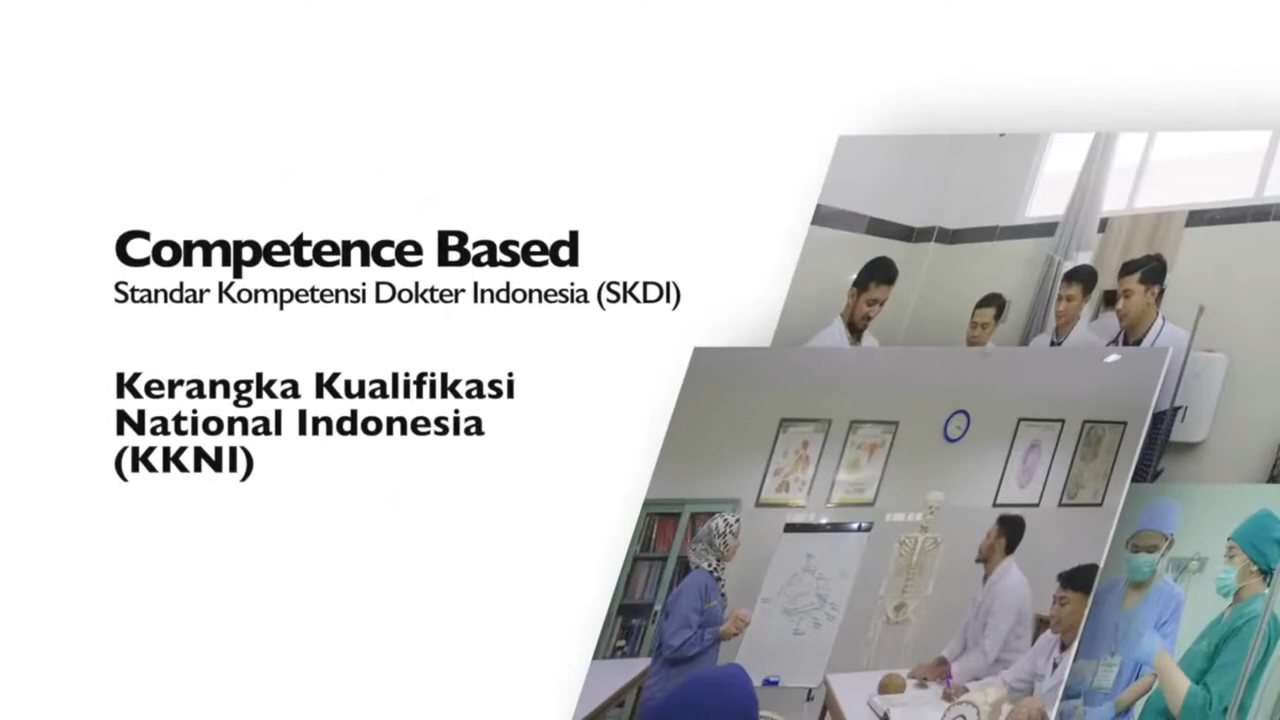 Competence Based
Standar Kompetensi Dokter Indonesia (SKDI)
Kerangka Kualifikasi
National Indonesia
(KKNI)